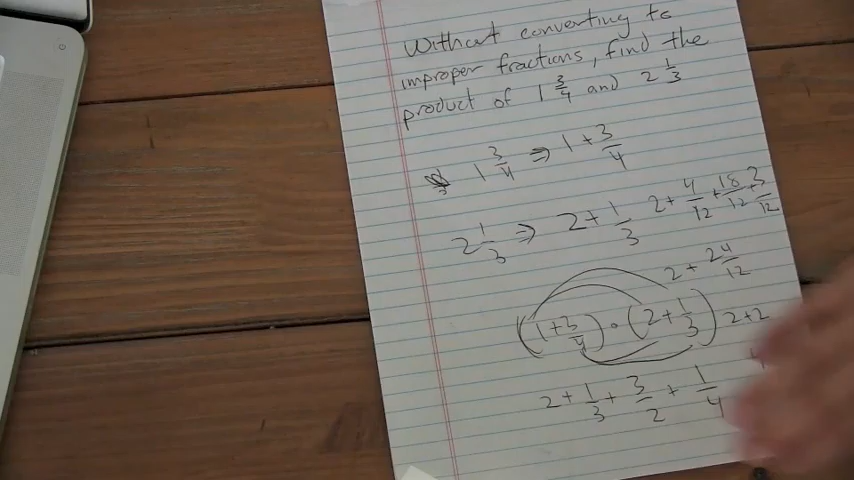 Without converting to
improper fractions, find the
product of 1 3/4 and 2 1/3
1 3/4 ⇒ 1 + 3/4
2 1/3 ⇒ 2 + 1/3
2 + 4/12 + 18/12 + 3/12
2 + 24/12
(1 + 3/4) · (2 + 1/3)
2 + 2
2 + 1/3 + 3/2 + 1/4